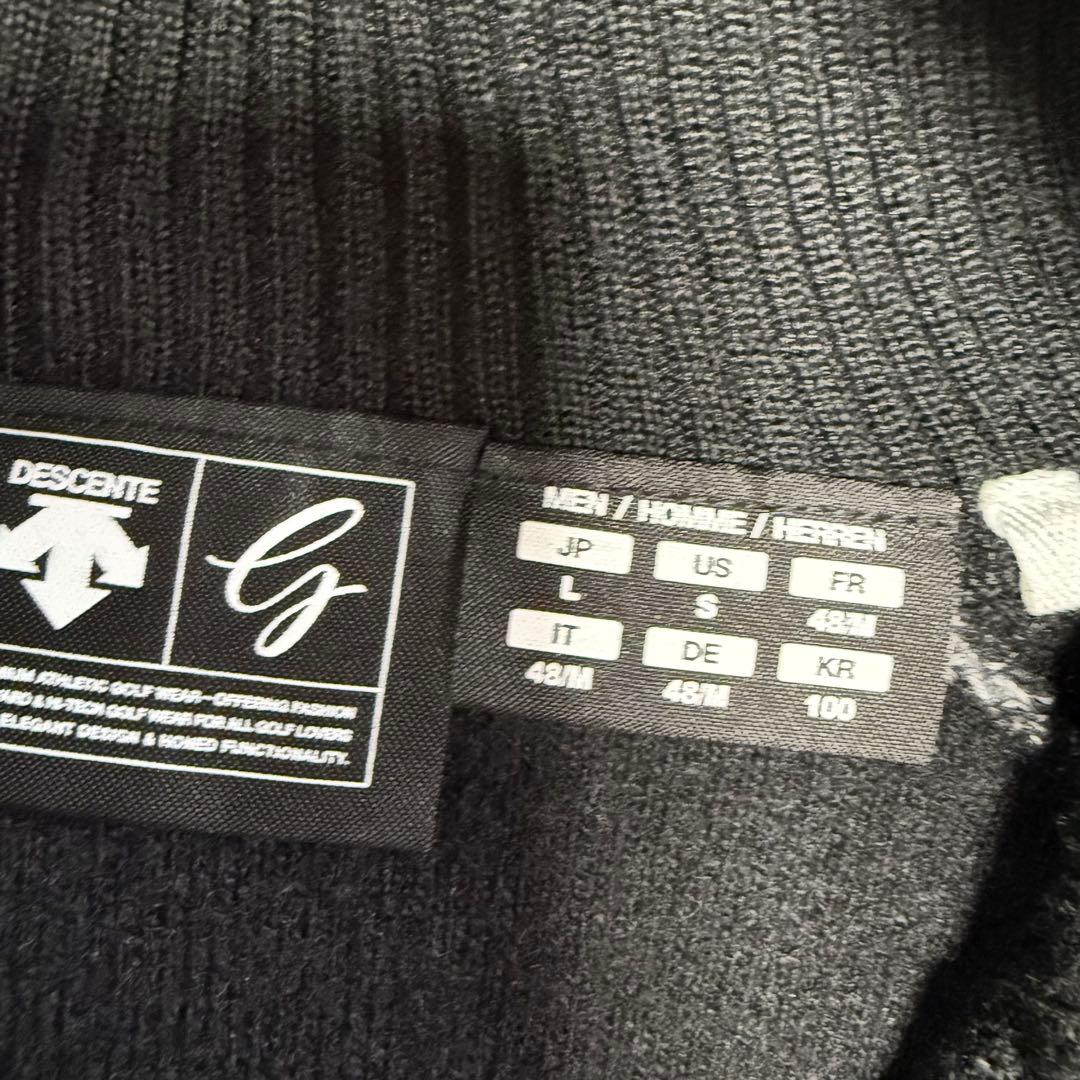 DESCENTE
G
MIUM ATHLETIC GOLF WEAR—OFFERING FASHION
& HI-TECH GOLF WEAR FOR ALL GOLF LOVERS
ELEGANT DESIGN & HONED FUNCTIONALITY.
MEN / HOMME / HERREN
JP US FR
L S 48/M
IT DE KR
48/M 48/M 100